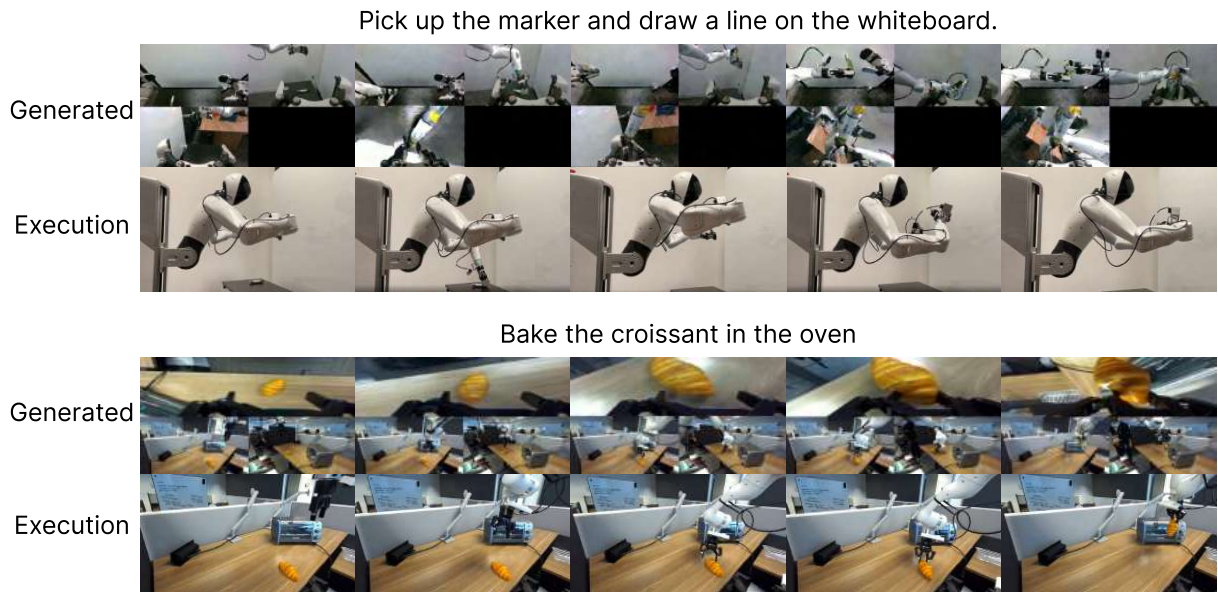 Pick up the marker and draw a line on the whiteboard.
Generated
Execution
Bake the croissant in the oven
Generated
Execution